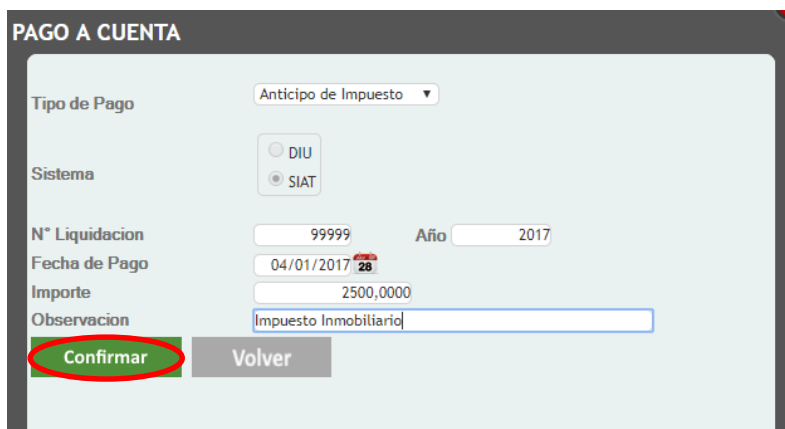 PAGO A CUENTA
Tipo de Pago Anticipo de Impuesto
DIU
Sistema
SIAT
N° Liquidacion 99999 Año 2017
Fecha de Pago 04/01/2017 28
Importe 2500,0000
Observacion Impuesto Inmobiliario
Confirmar Volver